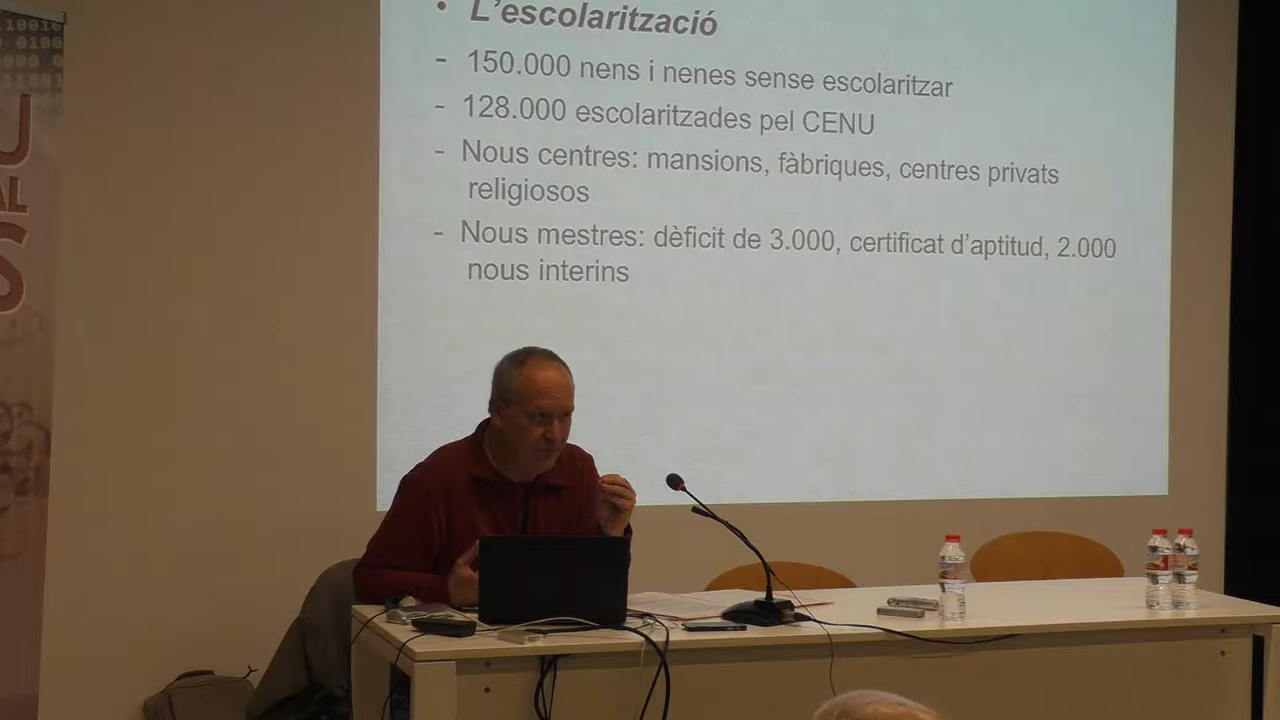 • L'escolarització
- 150.000 nens i nenes sense escolaritzar
- 128.000 escolaritzades pel CENU
- Nous centres: mansions, fàbriques, centres privats
religiosos
- Nous mestres: dèficit de 3.000, certificat d'aptitud, 2.000
nous interins
U
AL
S